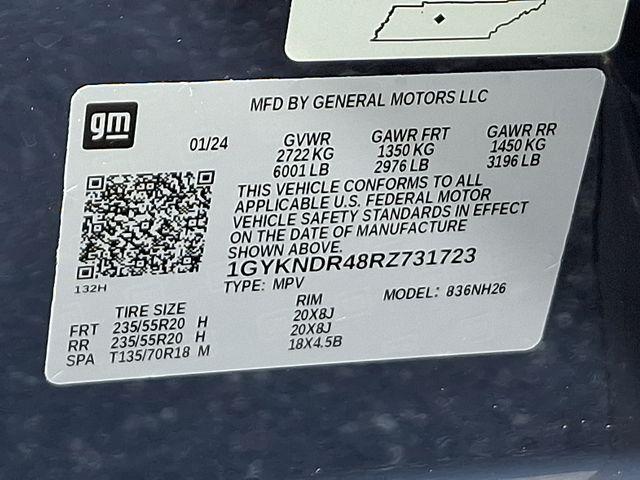 gm
MFD BY GENERAL MOTORS LLC
01/24
GVWR GAWR FRT GAWR RR
2722 KG 1350 KG 1450 KG
6001 LB 2976 LB 3196 LB
THIS VEHICLE CONFORMS TO ALL
APPLICABLE U.S. FEDERAL MOTOR
VEHICLE SAFETY STANDARDS IN EFFECT
ON THE DATE OF MANUFACTURE
SHOWN ABOVE.
1GYKNDR48RZ731723
132H
TYPE: MPV MODEL: 836NH26
TIRE SIZE RIM
FRT 235/55R20 H 20X8J
RR 235/55R20 H 20X8J
SPA T135/70R18 M 18X4.5B